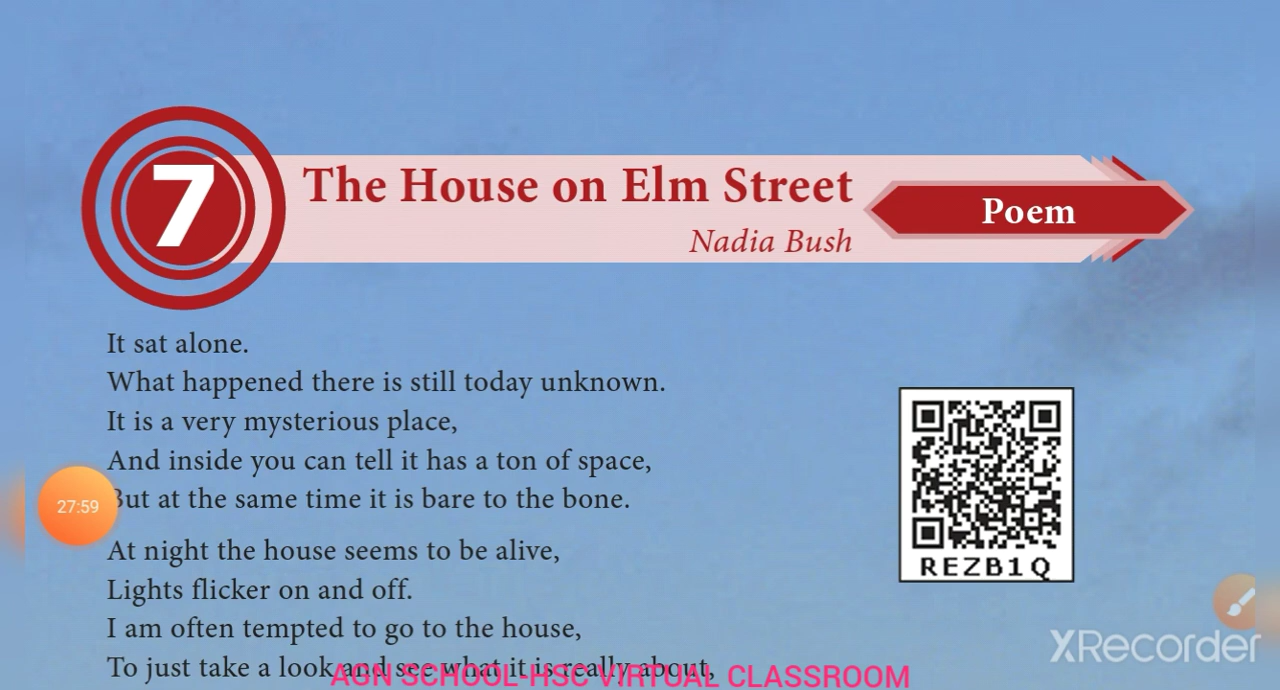 7
The House on Elm Street
Nadia Bush
Poem
It sat alone.
What happened there is still today unknown.
It is a very mysterious place,
And inside you can tell it has a ton of space,
But at the same time it is bare to the bone.
At night the house seems to be alive,
Lights flicker on and off.
I am often tempted to go to the house,
To just take a look and see what it is really about,
REZB1Q
27:59
XRecorder
AGN SCHOOL-HSC VIRTUAL CLASSROOM